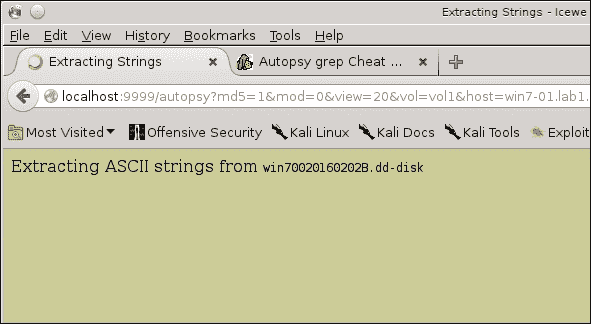 Extracting Strings - Icewe
File Edit View History Bookmarks Tools Help
Extracting Strings Autopsy grep Cheat ...
localhost:9999/autopsy?md5=1&mod=0&view=20&vol=vol1&host=win7-01.lab1.
Most Visited Offensive Security Kali Linux Kali Docs Kali Tools Exploit
Extracting ASCII strings from win70020160202B.dd-disk